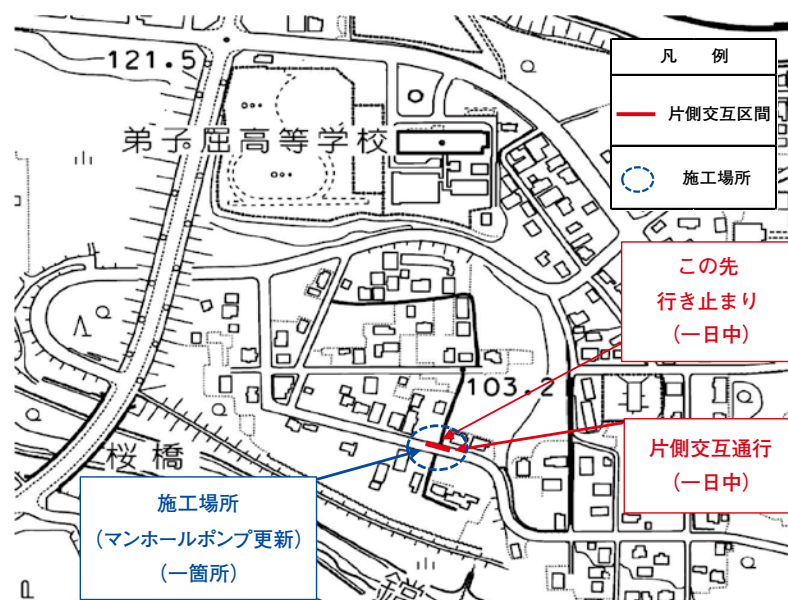 凡 例
片側交互区間
施工場所
121.5
弟子屈高等学校
この先
行き止まり
(一日中)
103.2
片側交互通行
(一日中)
桜橋
施工場所
(マンホールポンプ更新)
(一箇所)